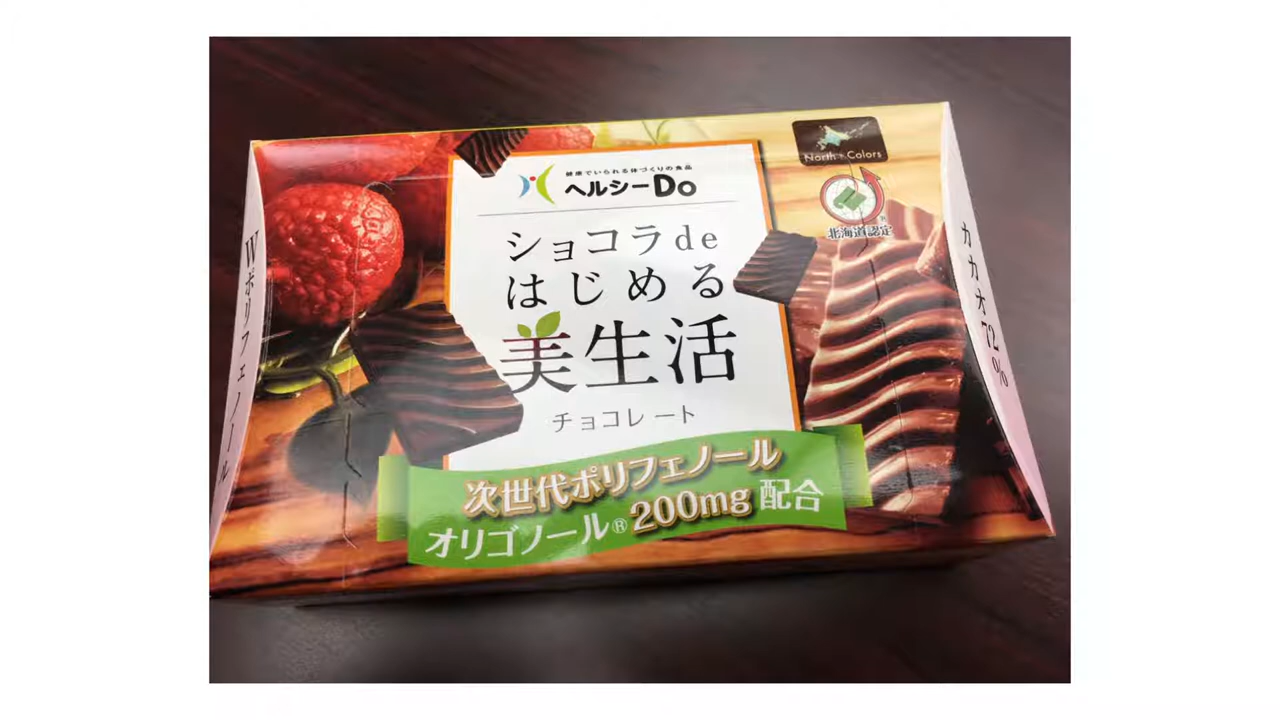 健康でいられる体づくりの食品
ヘルシーDo
ショコラde
はじめる
美生活
チョコレート
次世代ポリフェノール
オリゴノール® 200mg 配合
North Colors
北海道認定
Wポリフェノール
カカオ72%